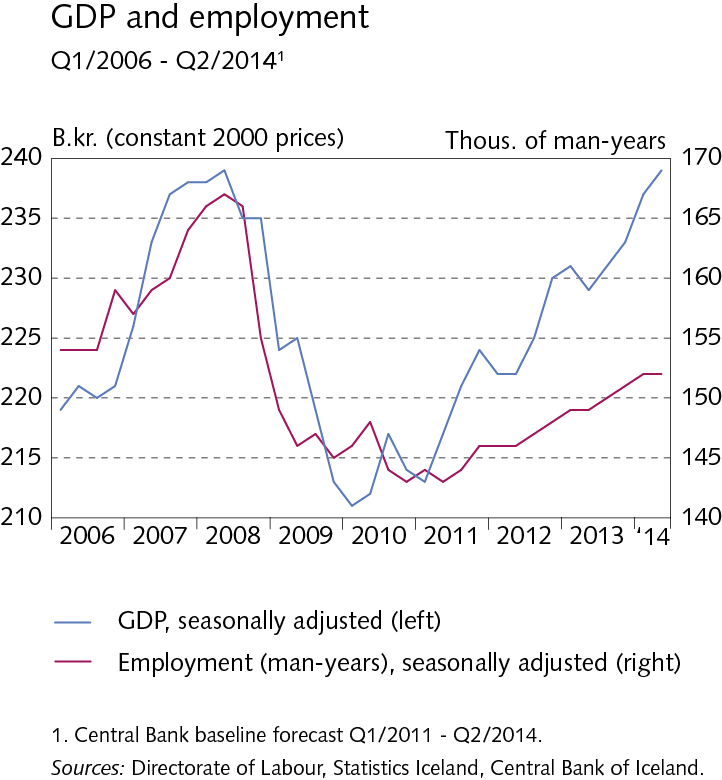 GDP and employment
Q1/2006 - Q2/2014¹
B.kr. (constant 2000 prices) Thous. of man-years
240 170
235 165
230 160
225 155
220 150
215 145
210 140
2006 2007 2008 2009 2010 2011 2012 2013 ‘14
GDP, seasonally adjusted (left)
Employment (man-years), seasonally adjusted (right)
1. Central Bank baseline forecast Q1/2011 - Q2/2014.
Sources: Directorate of Labour, Statistics Iceland, Central Bank of Iceland.